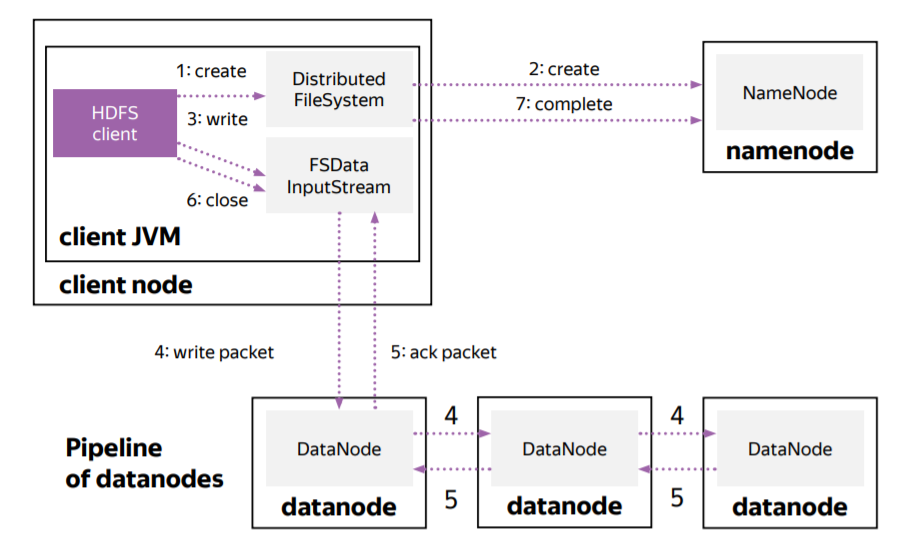 1: create
Distributed
FileSystem
2: create
NameNode
HDFS
client
3: write
7: complete
namenode
FSData
InputStream
6: close
client JVM
client node
4: write packet
5: ack packet
Pipeline
of datanodes
DataNode
4
DataNode
4
DataNode
5
5
datanode
datanode
datanode